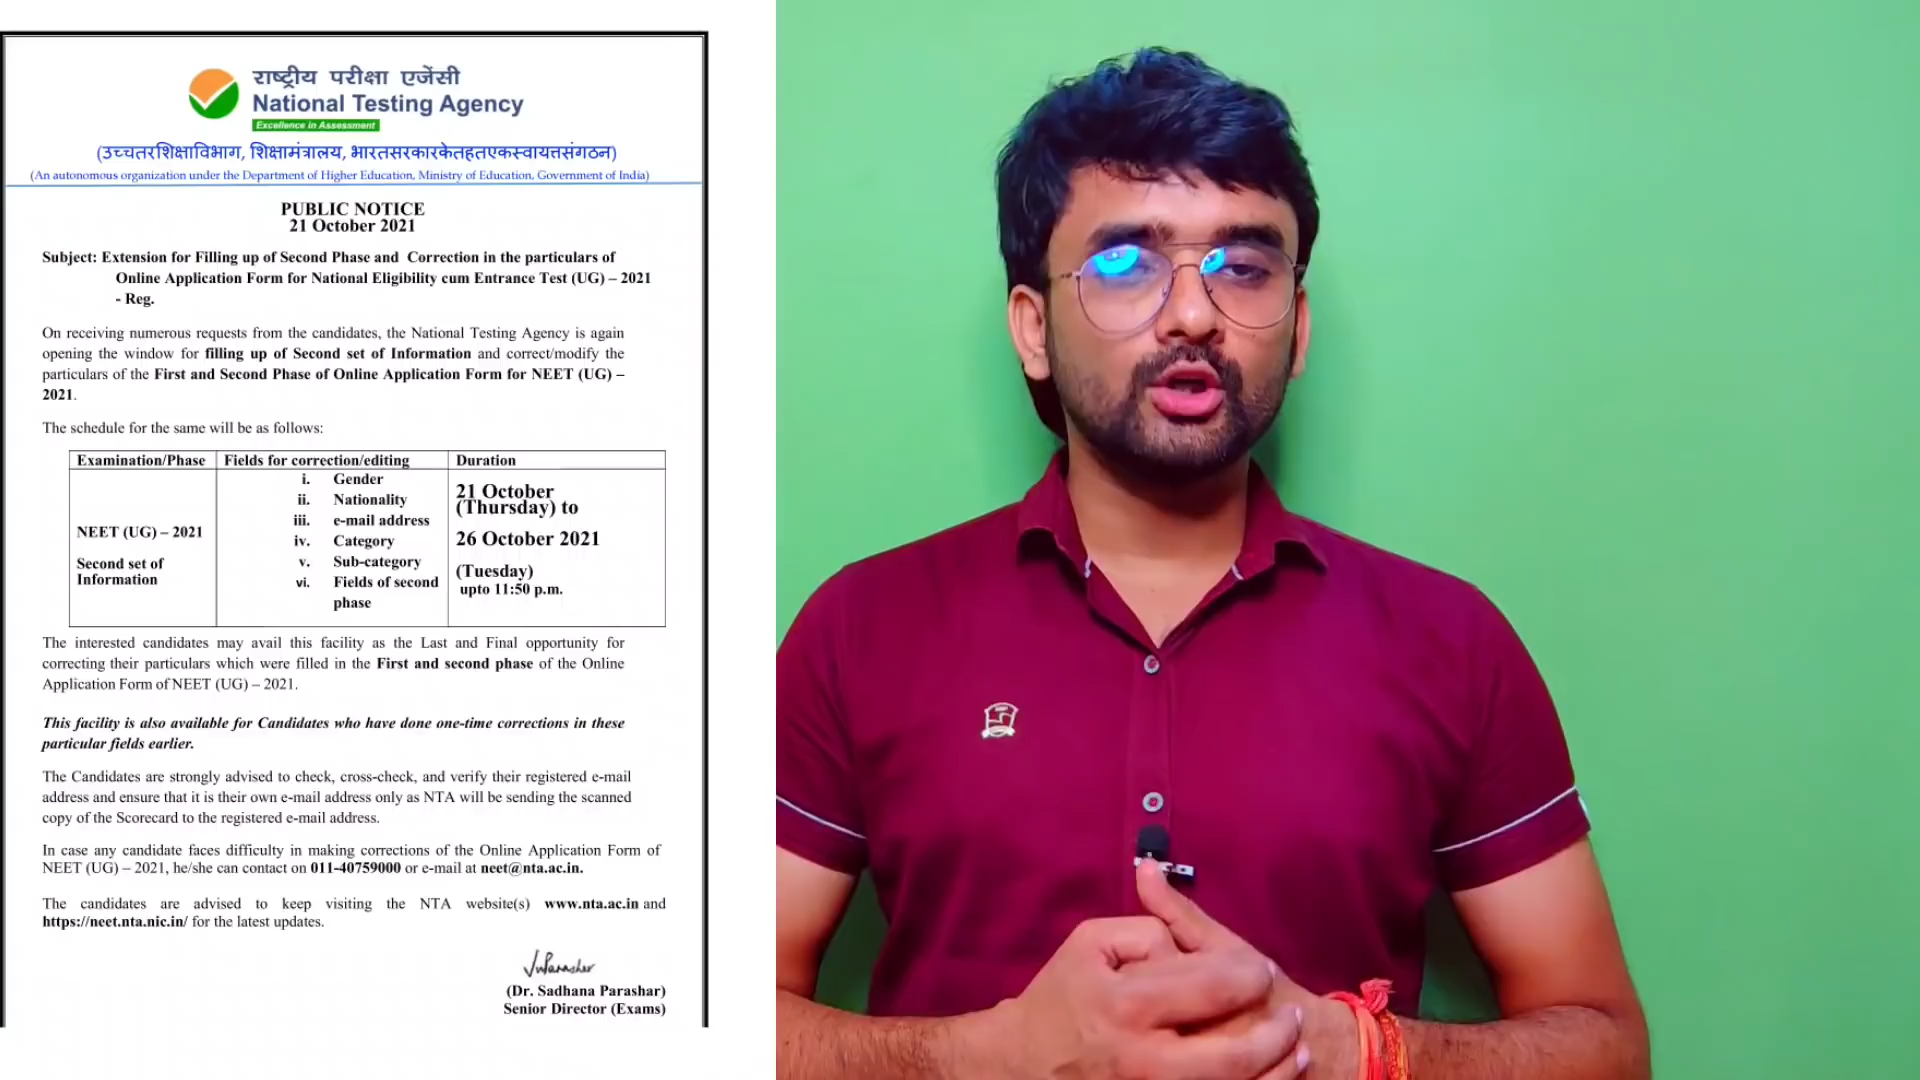 राष्ट्रीय परीक्षा एजेंसी
National Testing Agency
Excellence in Assessment
(उच्चतरशिक्षाविभाग, शिक्षामंत्रालय, भारतसरकारकेतहतएकस्वायत्तसंगठन)
(An autonomous organization under the Department of Higher Education, Ministry of Education, Government of India)
PUBLIC NOTICE
21 October 2021
Subject: Extension for Filling up of Second Phase and Correction in the particulars of
Online Application Form for National Eligibility cum Entrance Test (UG) – 2021
- Reg.
On receiving numerous requests from the candidates, the National Testing Agency is again
opening the window for filling up of Second set of Information and correct/modify the
particulars of the First and Second Phase of Online Application Form for NEET (UG) –
2021.
The schedule for the same will be as follows:
Examination/Phase Fields for correction/editing Duration
NEET (UG) – 2021
Second set of
Information
i. Gender
ii. Nationality
iii. e-mail address
iv. Category
v. Sub-category
vi. Fields of second
phase
21 October
(Thursday) to
26 October 2021
(Tuesday)
upto 11:50 p.m.
The interested candidates may avail this facility as the Last and Final opportunity for
correcting their particulars which were filled in the First and second phase of the Online
Application Form of NEET (UG) – 2021.
This facility is also available for Candidates who have done one-time corrections in these
particular fields earlier.
The Candidates are strongly advised to check, cross-check, and verify their registered e-mail
address and ensure that it is their own e-mail address only as NTA will be sending the scanned
copy of the Scorecard to the registered e-mail address.
In case any candidate faces difficulty in making corrections of the Online Application Form of
NEET (UG) – 2021, he/she can contact on 011-40759000 or e-mail at neet@nta.ac.in.
The candidates are advised to keep visiting the NTA website(s) www.nta.ac.in and
https://neet.nta.nic.in/ for the latest updates.
(Dr. Sadhana Parashar)
Senior Director (Exams)